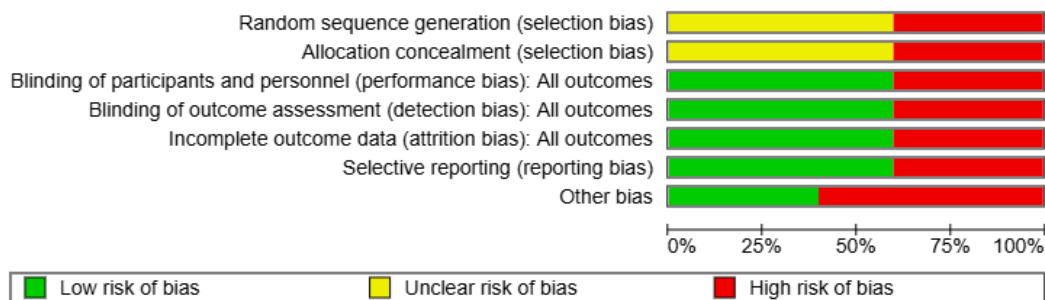 Random sequence generation (selection bias)
Allocation concealment (selection bias)
Blinding of participants and personnel (performance bias): All outcomes
Blinding of outcome assessment (detection bias): All outcomes
Incomplete outcome data (attrition bias): All outcomes
Selective reporting (reporting bias)
Other bias
0% 25% 50% 75% 100%
Low risk of bias Unclear risk of bias High risk of bias